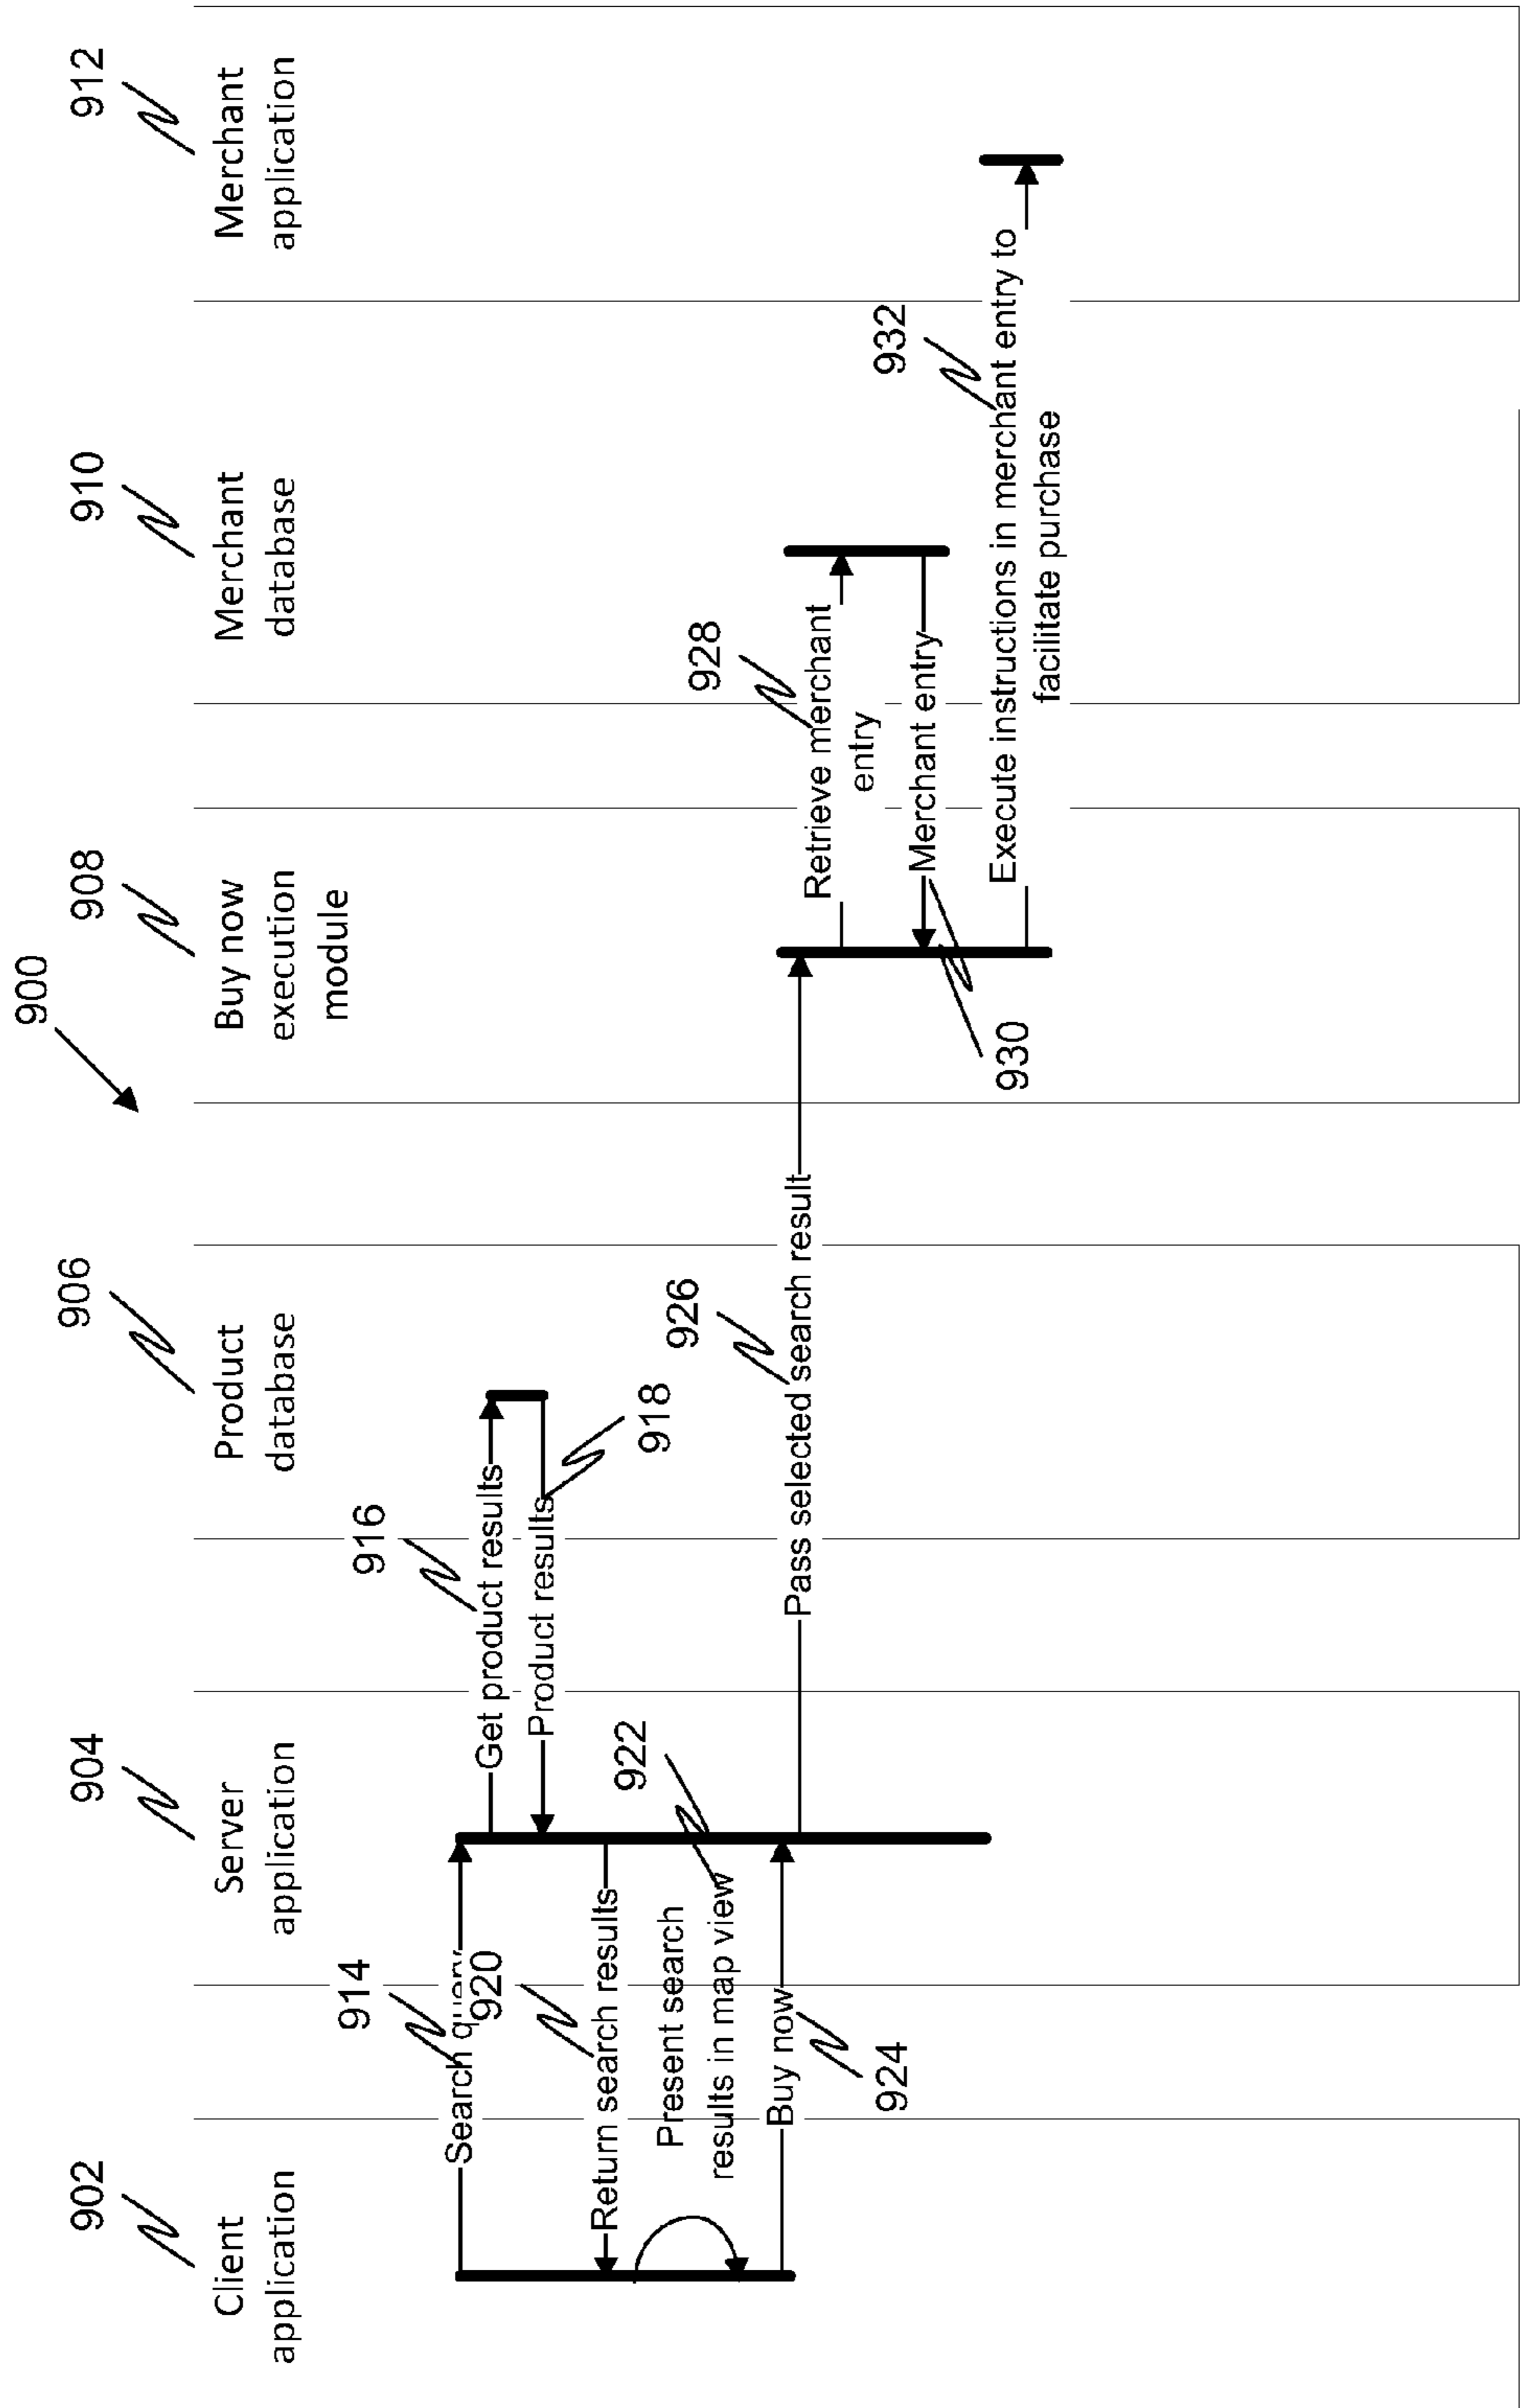 900
902
904
906
908
910
912
Client
application
Server
application
Product
database
Buy now
execution
module
Merchant
database
Merchant
application
914
Search query
916
Get product results
Product results
918
920
Return search results
Present search
results in map view
922
Buy now
924
926
Pass selected search result
928
Retrieve merchant
entry
Merchant entry
930
932
Execute instructions in merchant entry to
facilitate purchase